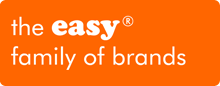 the easy®
family of brands